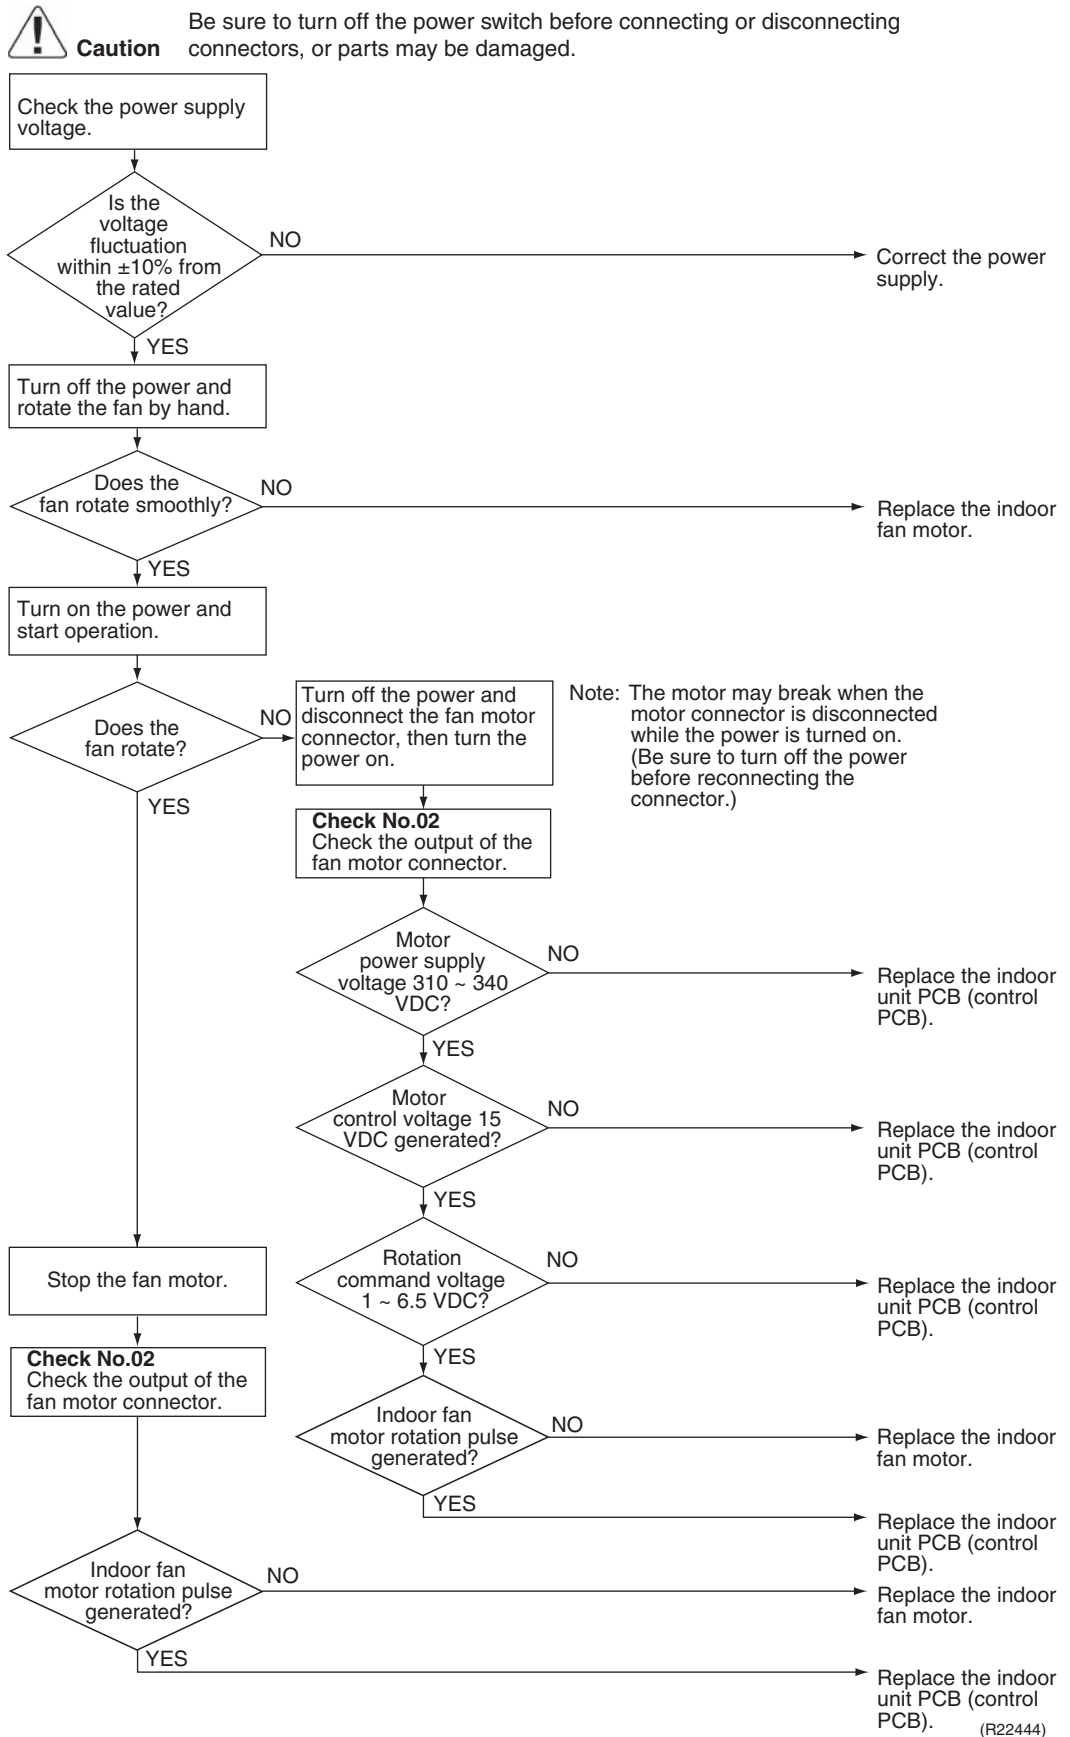 Be sure to turn off the power switch before connecting or disconnecting
Caution connectors, or parts may be damaged.
Check the power supply
voltage.
Is the
voltage
fluctuation
within ±10% from
the rated
value?
NO
Correct the power
supply.
YES
Turn off the power and
rotate the fan by hand.
Does the
fan rotate smoothly?
NO
Replace the indoor
fan motor.
YES
Turn on the power and
start operation.
Does the
fan rotate?
NO
Turn off the power and
disconnect the fan motor
connector, then turn the
power on.
Note: The motor may break when the
motor connector is disconnected
while the power is turned on.
(Be sure to turn off the power
before reconnecting the
connector.)
YES
Check No.02
Check the output of the
fan motor connector.
Motor
power supply
voltage 310 ~ 340
VDC?
NO
Replace the indoor
unit PCB (control
PCB).
YES
Motor
control voltage 15
VDC generated?
NO
Replace the indoor
unit PCB (control
PCB).
YES
Rotation
command voltage
1 ~ 6.5 VDC?
NO
Replace the indoor
unit PCB (control
PCB).
YES
Indoor fan
motor rotation pulse
generated?
NO
Replace the indoor
fan motor.
YES
Replace the indoor
unit PCB (control
PCB).
Stop the fan motor.
Check No.02
Check the output of the
fan motor connector.
Indoor fan
motor rotation pulse
generated?
NO
Replace the indoor
fan motor.
YES
Replace the indoor
unit PCB (control
PCB).
(R22444)